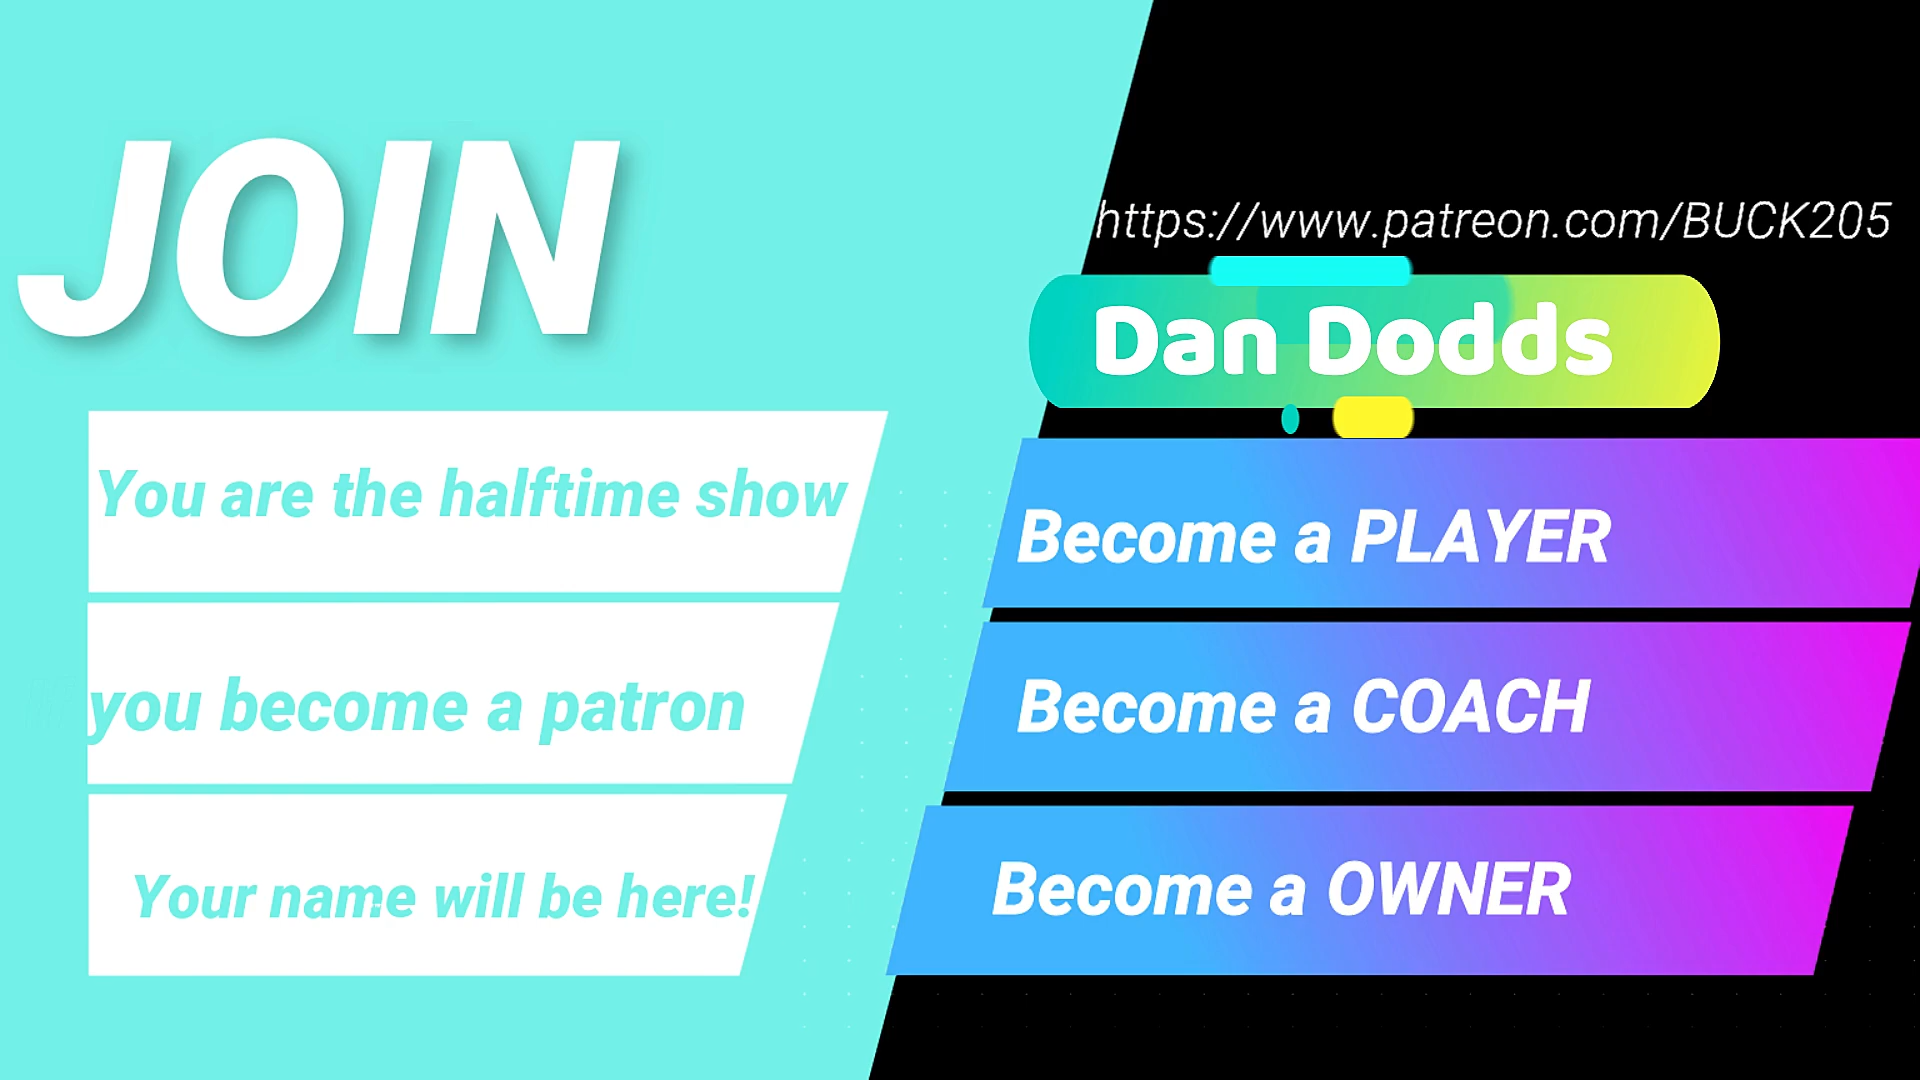 JOIN
You are the halftime show
you become a patron
Your name will be here!
https://www.patreon.com/BUCK205
Dan Dodds
Become a PLAYER
Become a COACH
Become a OWNER